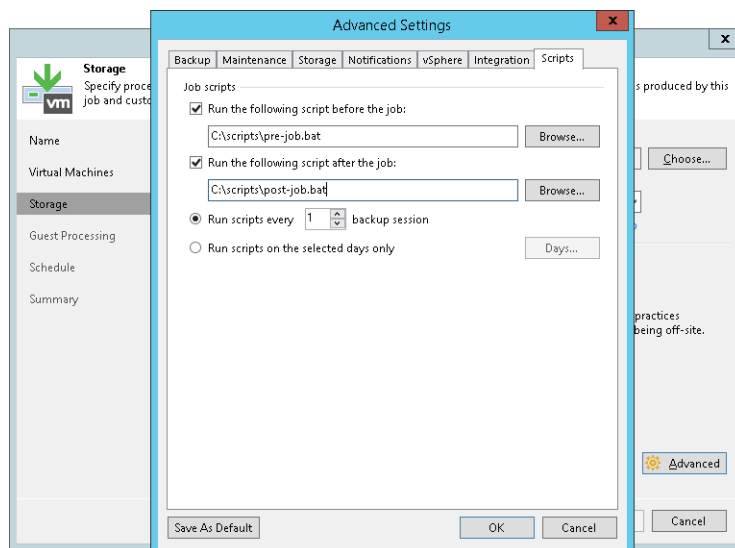 Advanced Settings
x
x
Storage
Specify proce
job and custo
s produced by this
vm
Name
Virtual Machines
Storage
Guest Processing
Schedule
Summary
Backup Maintenance Storage Notifications vSphere Integration Scripts
Job scripts
Run the following script before the job:
C:\scripts\pre-job.bat Browse...
Run the following script after the job:
C:\scripts\post-job.bat Browse...
Run scripts every 1 backup session
Run scripts on the selected days only Days...
Choose...
practices
being off-site.
Advanced
Save As Default OK Cancel
Cancel